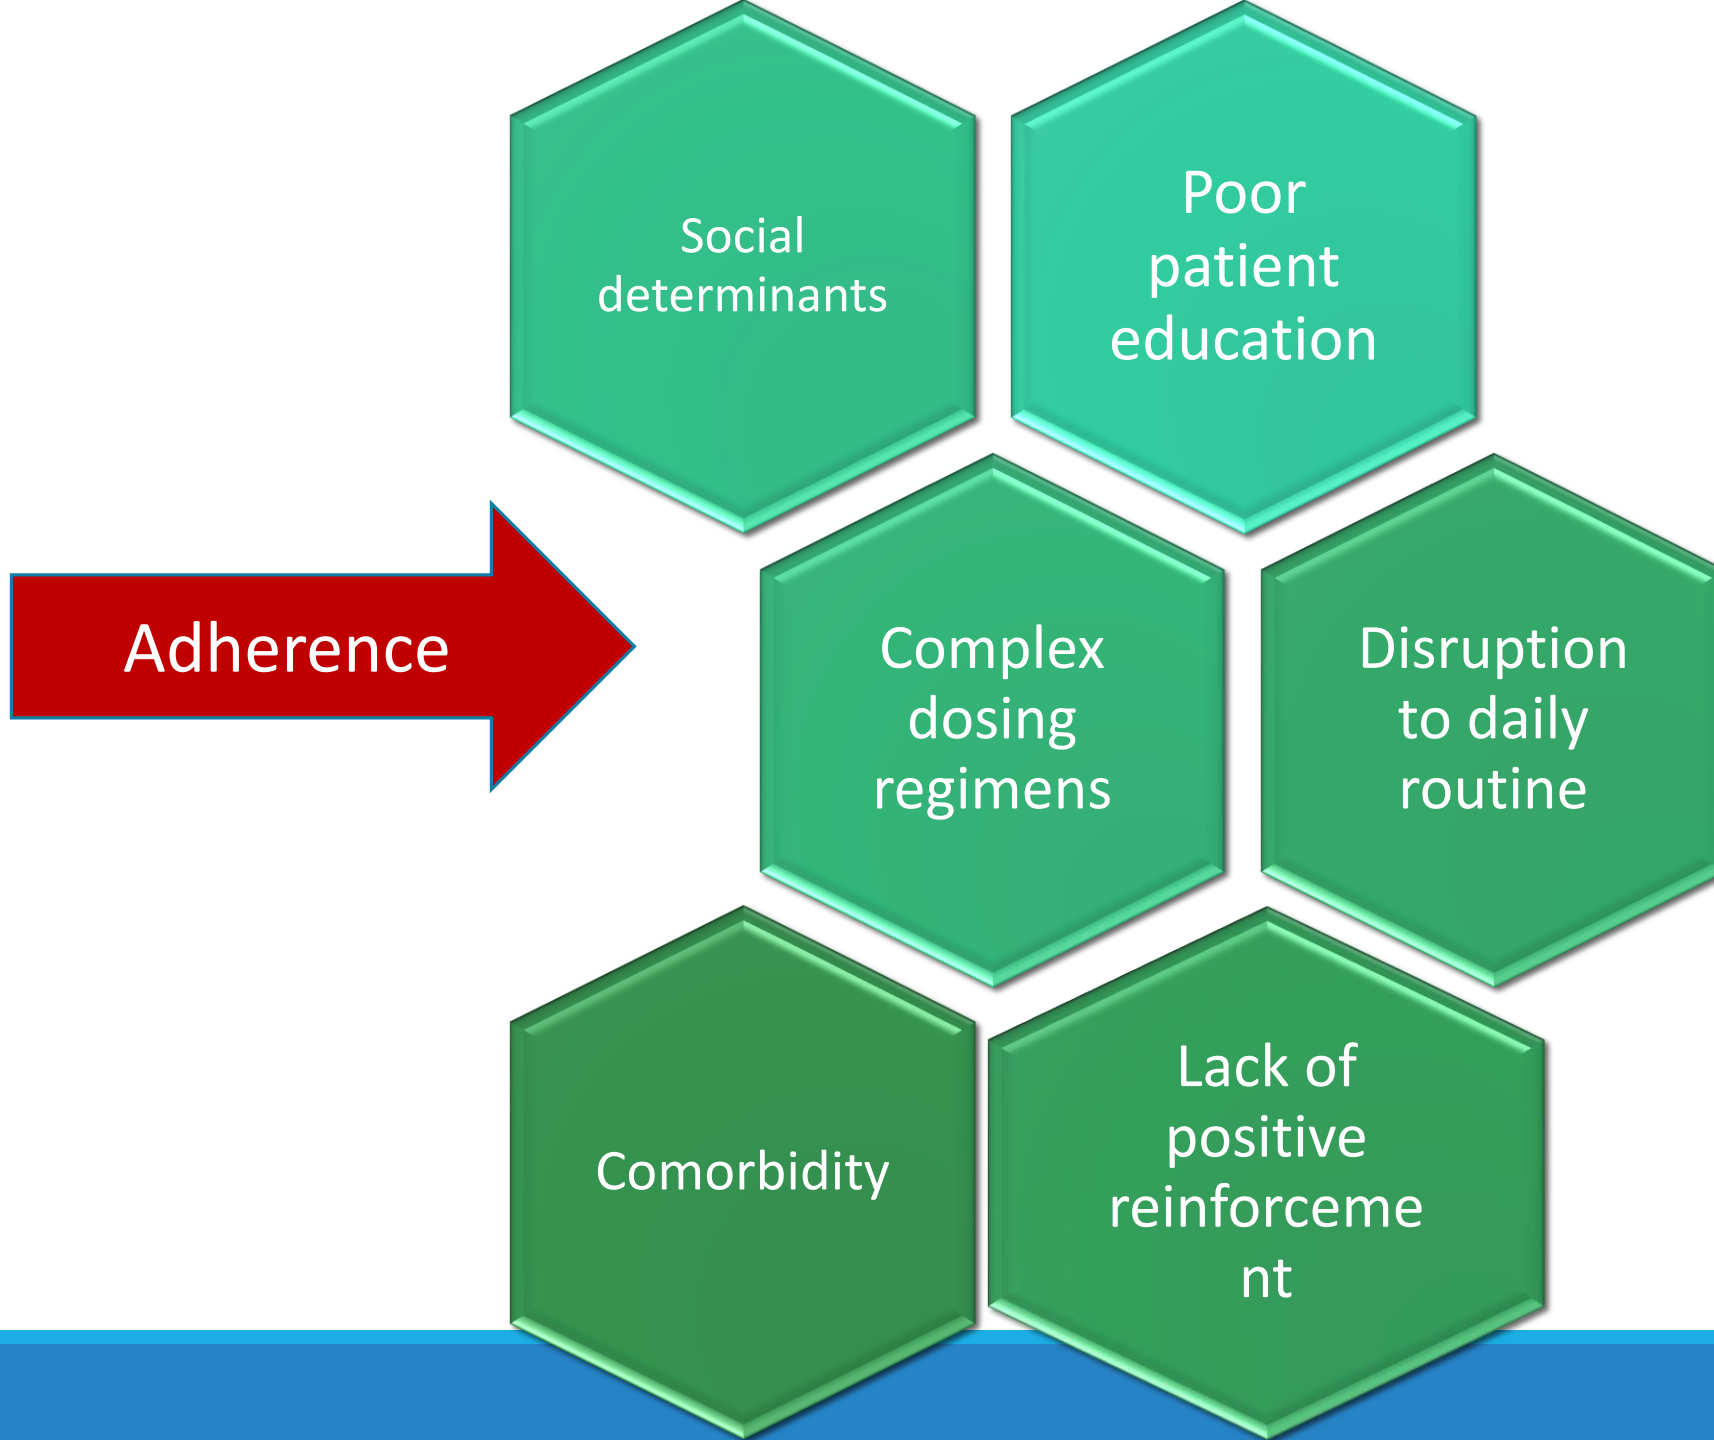 Social
determinants
Poor
patient
education
Adherence
Complex
dosing
regimens
Disruption
to daily
routine
Comorbidity
Lack of
positive
reinforceme
nt